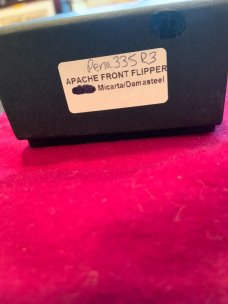 Pena 335 R3
APACHE FRONT FLIPPER
Micarta/Damasteel